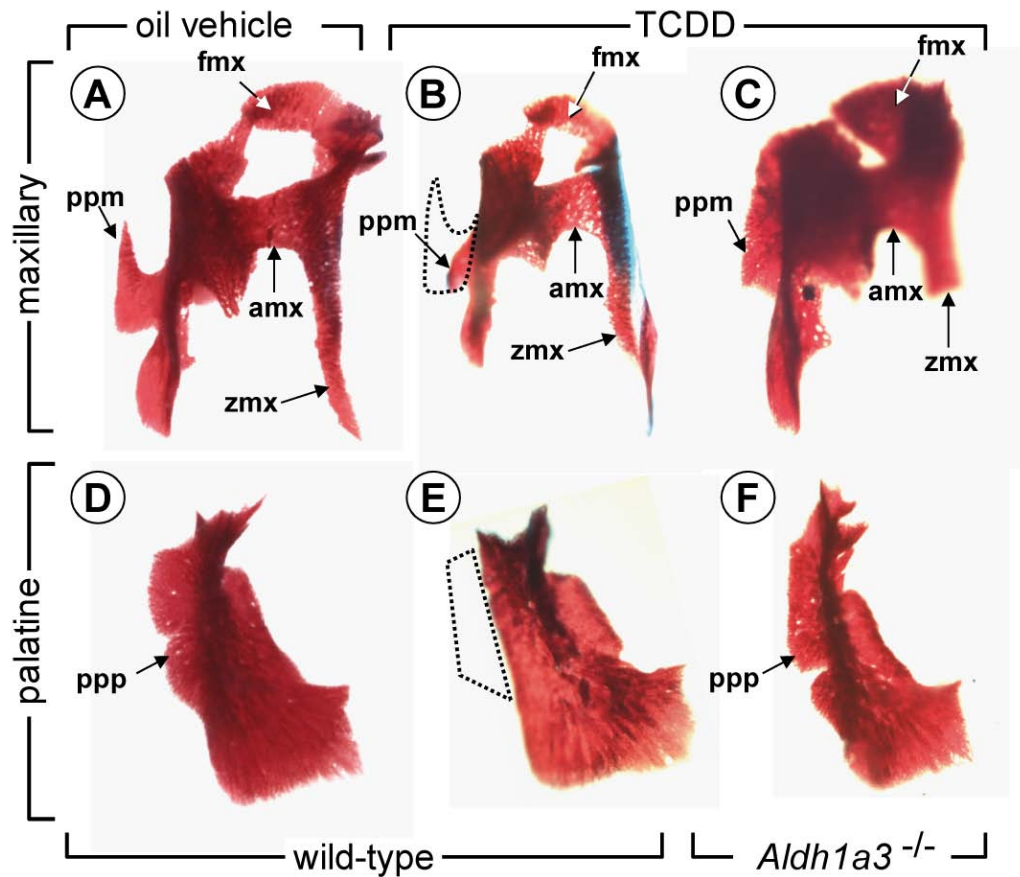 oil vehicle
TCDD
A
fmx
ppm
amx
zmx
B
fmx
ppm
amx
zmx
C
fmx
ppm
amx
zmx
maxillary
D
ppp
E
F
ppp
palatine
wild-type
Aldh1a3 -/-